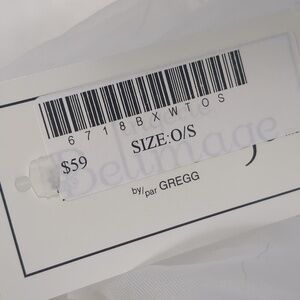 6718BXWTOS
SIZE:O/S
$59
by/par GREGG